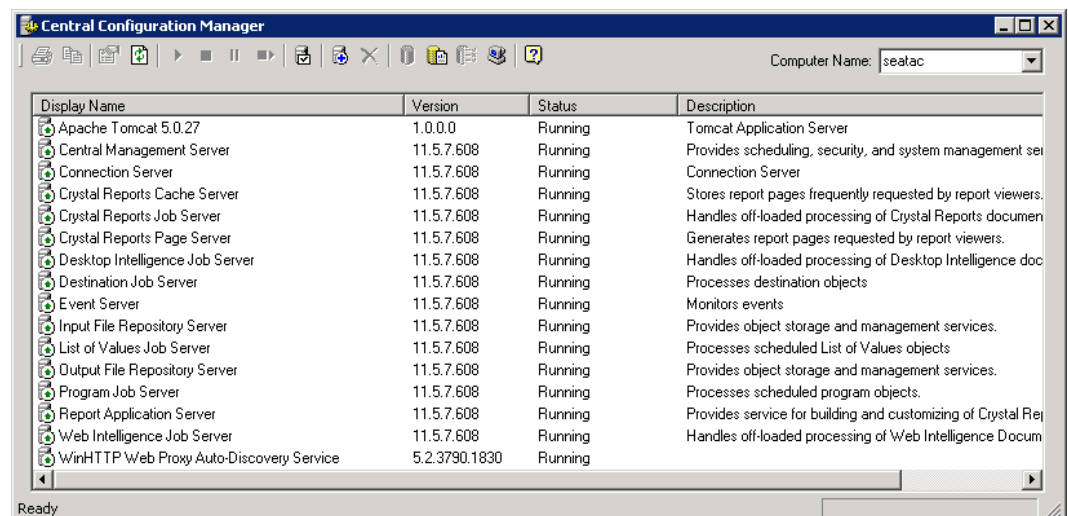 Central Configuration Manager
Computer Name: seatac
Display Name Version Status Description
Apache Tomcat 5.0.27 1.0.0.0 Running Tomcat Application Server
Central Management Server 11.5.7.608 Running Provides scheduling, security, and system management ser
Connection Server 11.5.7.608 Running Connection Server
Crystal Reports Cache Server 11.5.7.608 Running Stores report pages frequently requested by report viewers.
Crystal Reports Job Server 11.5.7.608 Running Handles off-loaded processing of Crystal Reports documen
Crystal Reports Page Server 11.5.7.608 Running Generates report pages requested by report viewers.
Desktop Intelligence Job Server 11.5.7.608 Running Handles off-loaded processing of Desktop Intelligence doc
Destination Job Server 11.5.7.608 Running Processes destination objects
Event Server 11.5.7.608 Running Monitors events
Input File Repository Server 11.5.7.608 Running Provides object storage and management services.
List of Values Job Server 11.5.7.608 Running Processes scheduled List of Values objects
Output File Repository Server 11.5.7.608 Running Provides object storage and management services.
Program Job Server 11.5.7.608 Running Processes scheduled program objects.
Report Application Server 11.5.7.608 Running Provides service for building and customizing of Crystal Rep
Web Intelligence Job Server 11.5.7.608 Running Handles off-loaded processing of Web Intelligence Docum
WinHTTP Web Proxy Auto-Discovery Service 5.2.3790.1830 Running
Ready